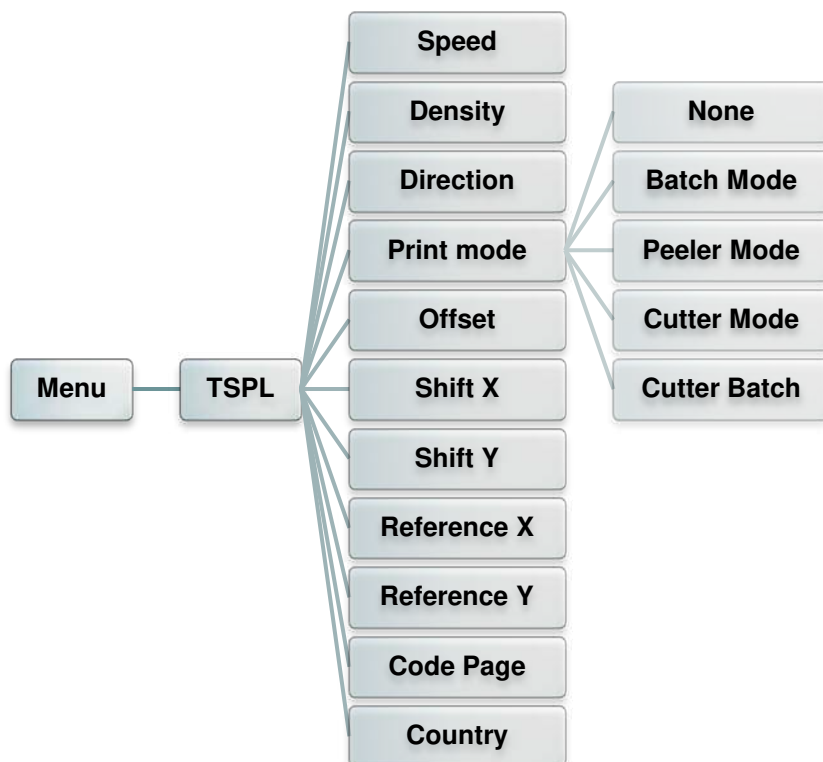 Menu
TSPL
Speed
Density
Direction
Print mode
Offset
Shift X
Shift Y
Reference X
Reference Y
Code Page
Country
None
Batch Mode
Peeler Mode
Cutter Mode
Cutter Batch